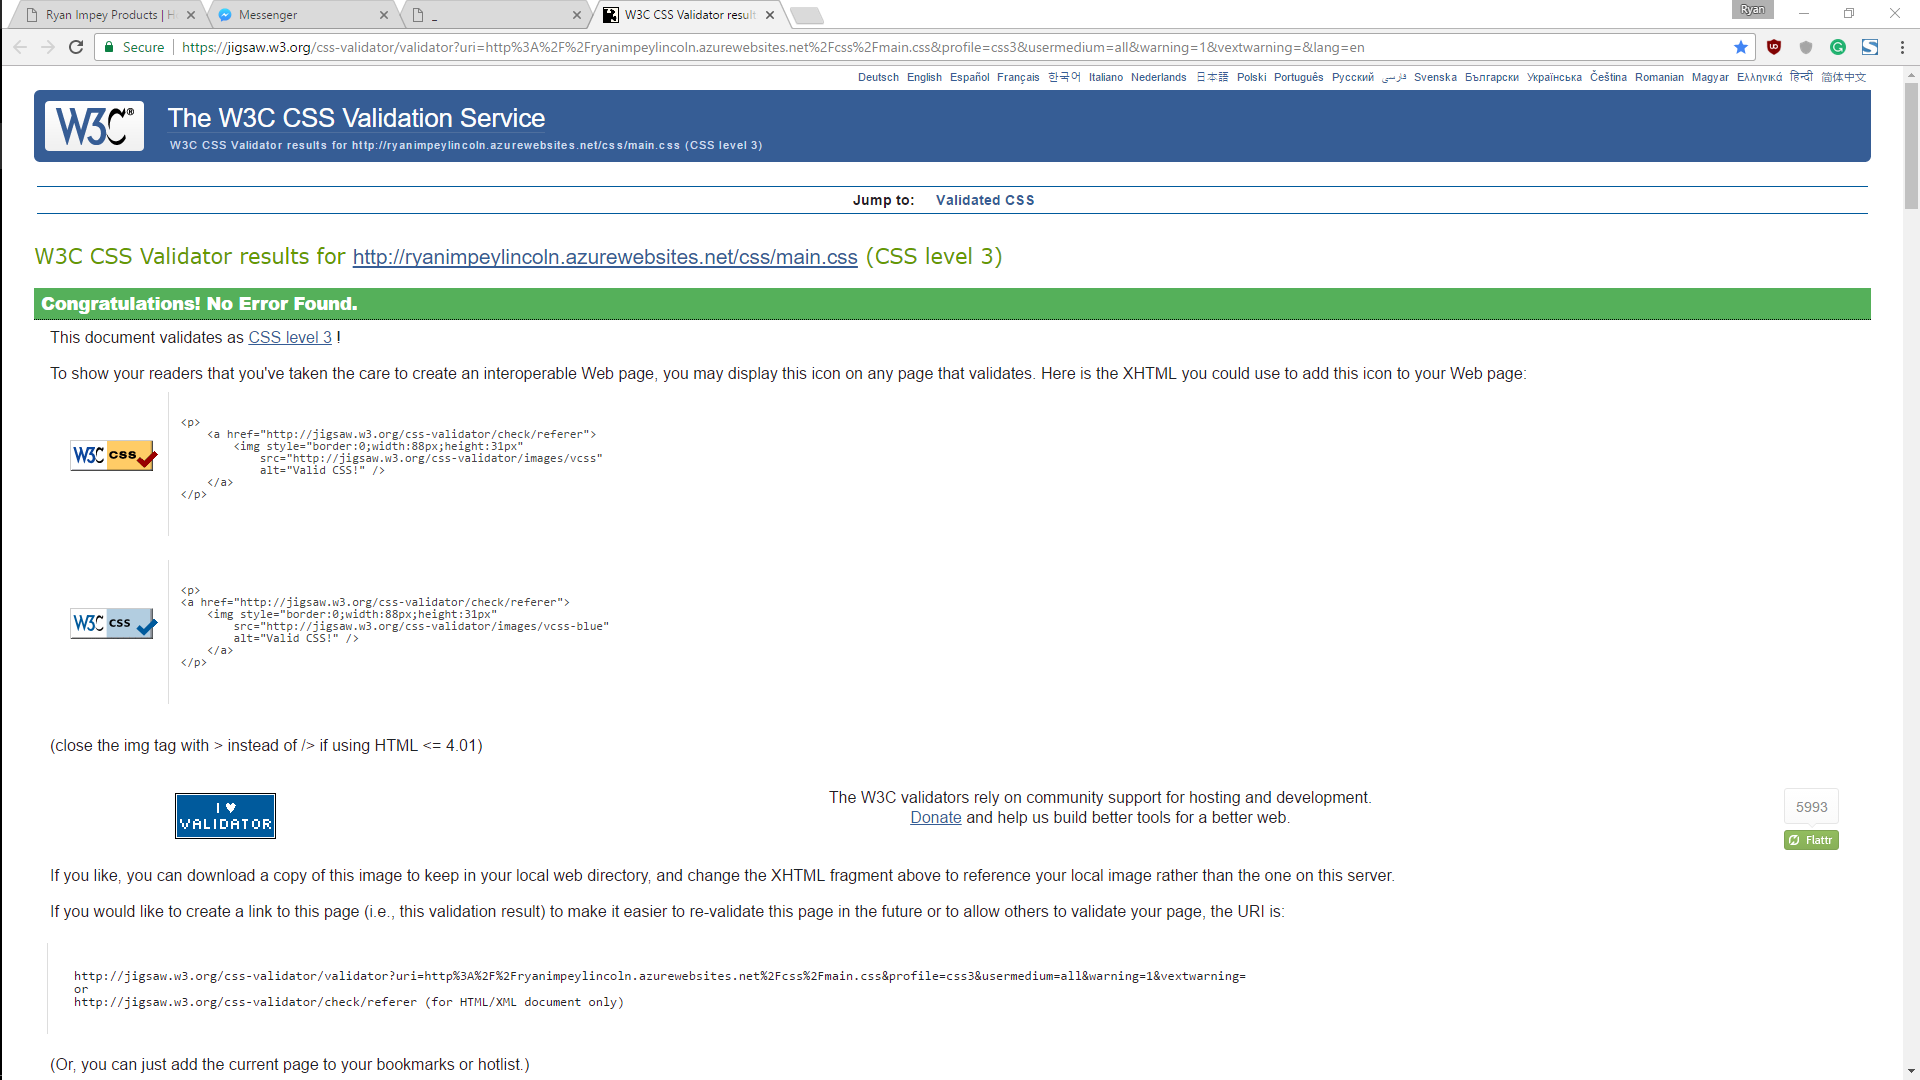 Ryan Impey Products | H
Messenger
_
W3C CSS Validator result
Ryan
Secure
https://jigsaw.w3.org/css-validator/validator?uri=http%3A%2F%2Fryanimpeylincoln.azurewebsites.net%2Fcss%2Fmain.css&profile=css3&usermedium=all&warning=1&vextwarning=&lang=en
Deutsch English Español Français 한국어 Italiano Nederlands 日本語 Polski Português Русский فارسی Svenska Български Українська Čeština Romanian Magyar Ελληνικά हिन्दी 简体中文
W3C®
The W3C CSS Validation Service
W3C CSS Validator results for http://ryanimpeylincoln.azurewebsites.net/css/main.css (CSS level 3)
Jump to: Validated CSS
W3C CSS Validator results for http://ryanimpeylincoln.azurewebsites.net/css/main.css (CSS level 3)
Congratulations! No Error Found.
This document validates as CSS level 3 !
To show your readers that you've taken the care to create an interoperable Web page, you may display this icon on any page that validates. Here is the XHTML you could use to add this icon to your Web page:
W3C CSS
<p>
<a href="http://jigsaw.w3.org/css-validator/check/referer">
<img style="border:0;width:88px;height:31px"
src="http://jigsaw.w3.org/css-validator/images/vcss"
alt="Valid CSS!" />
</a>
</p>
W3C CSS
<p>
<a href="http://jigsaw.w3.org/css-validator/check/referer">
<img style="border:0;width:88px;height:31px"
src="http://jigsaw.w3.org/css-validator/images/vcss-blue"
alt="Valid CSS!" />
</a>
</p>
(close the img tag with > instead of /> if using HTML <= 4.01)
I ♥
VALIDATOR
The W3C validators rely on community support for hosting and development.
Donate and help us build better tools for a better web.
5993
Flattr
If you like, you can download a copy of this image to keep in your local web directory, and change the XHTML fragment above to reference your local image rather than the one on this server.
If you would like to create a link to this page (i.e., this validation result) to make it easier to re-validate this page in the future or to allow others to validate your page, the URI is:
http://jigsaw.w3.org/css-validator/validator?uri=http%3A%2F%2Fryanimpeylincoln.azurewebsites.net%2Fcss%2Fmain.css&profile=css3&usermedium=all&warning=1&vextwarning=
or
http://jigsaw.w3.org/css-validator/check/referer (for HTML/XML document only)
(Or, you can just add the current page to your bookmarks or hotlist.)